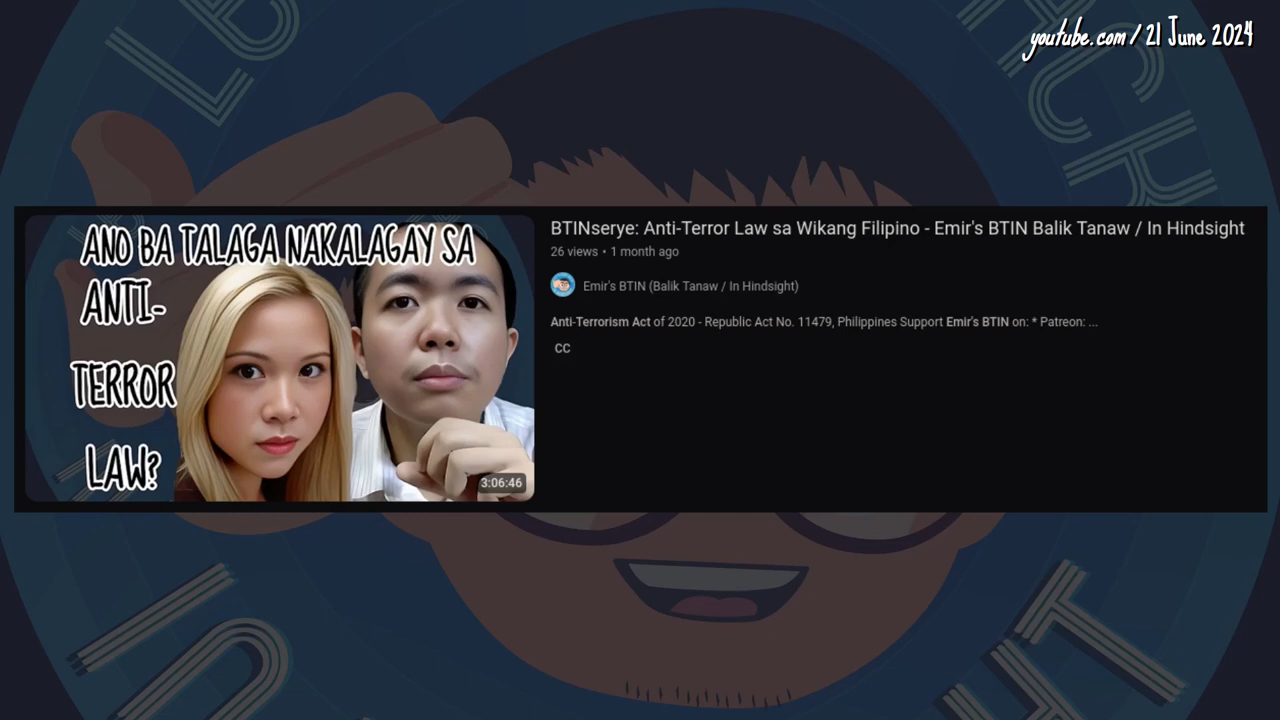 youtube.com / 21 June 2024
ANO BA TALAGA NAKALAGAY SA
ANTI-
TERROR
LAW?
3:06:46
BTINserye: Anti-Terror Law sa Wikang Filipino - Emir's BTIN Balik Tanaw / In Hindsight
26 views • 1 month ago
Emir's BTIN (Balik Tanaw / In Hindsight)
Anti-Terrorism Act of 2020 - Republic Act No. 11479, Philippines Support Emir's BTIN on: * Patreon: ...
CC